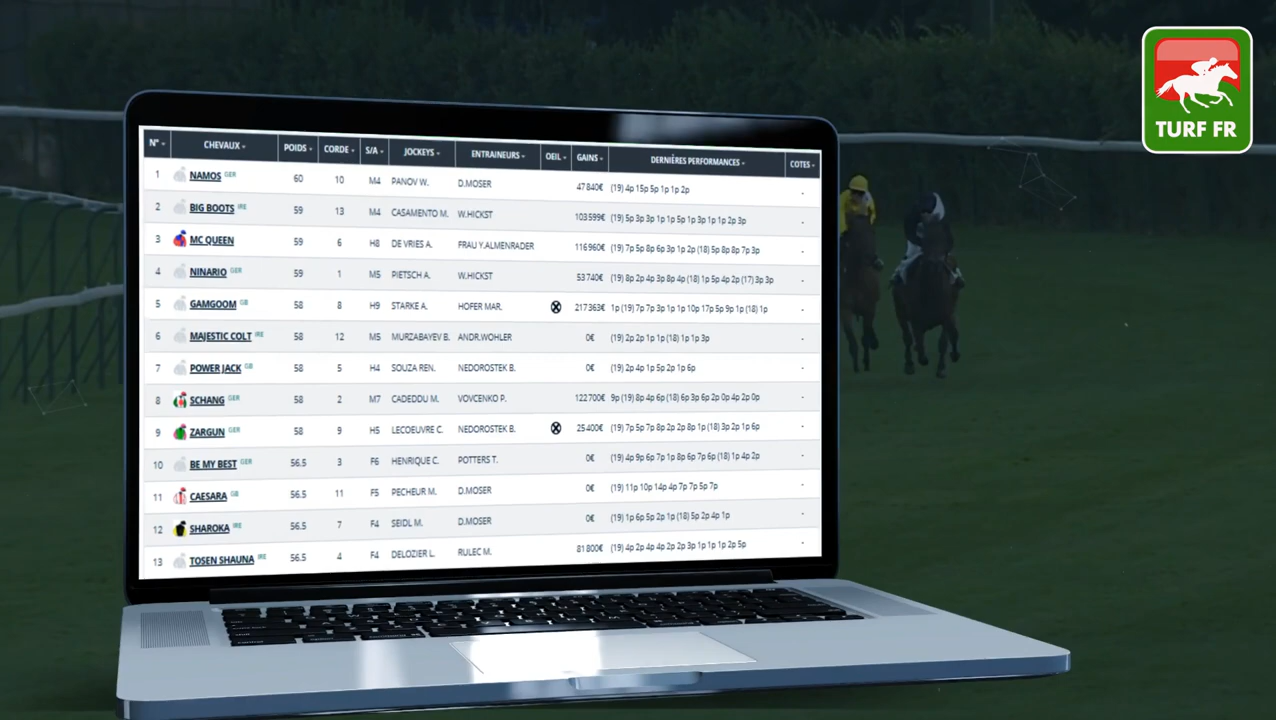 TURF FR
N° CHEVAUX POIDS CORDE S/A JOCKEYS ENTRAINEURS OEIL GAINS DERNIÈRES PERFORMANCES COTES
1 NAMOS GER 60 10 M4 PANOV W. D.MOSER 47 840€ (19) 4p 15p 5p 1p 1p 2p -
2 BIG BOOTS IRE 59 13 M4 CASAMENTO M. W.HICKST 103 599€ (19) 5p 3p 3p 1p 1p 5p 1p 3p 1p 1p 2p 3p -
3 MC QUEEN 59 6 H8 DE VRIES A. FRAU Y.ALMENRADER 116 960€ (19) 7p 5p 8p 6p 3p 1p 2p (18) 5p 8p 8p 7p 3p -
4 NINARIO GER 59 1 M5 PIETSCH A. W.HICKST 53 740€ (19) 8p 2p 4p 3p 8p 4p (18) 1p 5p 4p 2p (17) 3p 3p -
5 GAMGOOM GB 58 8 H9 STARKE A. HOFER MAR. 217 363€ 1p (19) 7p 7p 3p 1p 1p 10p 17p 5p 9p 1p (18) 1p -
6 MAJESTIC COLT IRE 58 12 M5 MURZABAYEV B. ANDR.WOHLER 0€ (19) 2p 2p 1p 1p (18) 1p 1p 3p -
7 POWER JACK GB 58 5 H4 SOUZA REN. NEDOROSTEK B. 0€ (19) 2p 4p 1p 5p 2p 1p 6p -
8 SCHANG GER 58 2 M7 CADEDDU M. VOVCENKO P. 122 700€ 9p (19) 8p 4p 6p (18) 6p 3p 6p 2p 0p 4p 2p 0p -
9 ZARGUN GER 58 9 H5 LECOEUVRE C. NEDOROSTEK B. 25 400€ (19) 7p 5p 7p 8p 2p 2p 8p 1p (18) 3p 2p 1p 6p -
10 BE MY BEST GER 56.5 3 F6 HENRIQUE C. POTTERS T. 0€ (19) 4p 9p 6p 7p 1p 8p 6p 7p 6p (18) 1p 4p 2p -
11 CAESARA GB 56.5 11 F5 PECHEUR M. D.MOSER 0€ (19) 11p 10p 14p 4p 7p 7p 5p 7p -
12 SHAROKA IRE 56.5 7 F4 SEIDL M. D.MOSER 0€ (19) 1p 6p 5p 2p 1p (18) 5p 2p 4p 1p -
13 TOSEN SHAUNA IRE 56.5 4 F4 DELOZIER L. RULEC M. 81 800€ (19) 4p 2p 4p 4p 2p 2p 3p 1p 1p 1p 2p 5p -